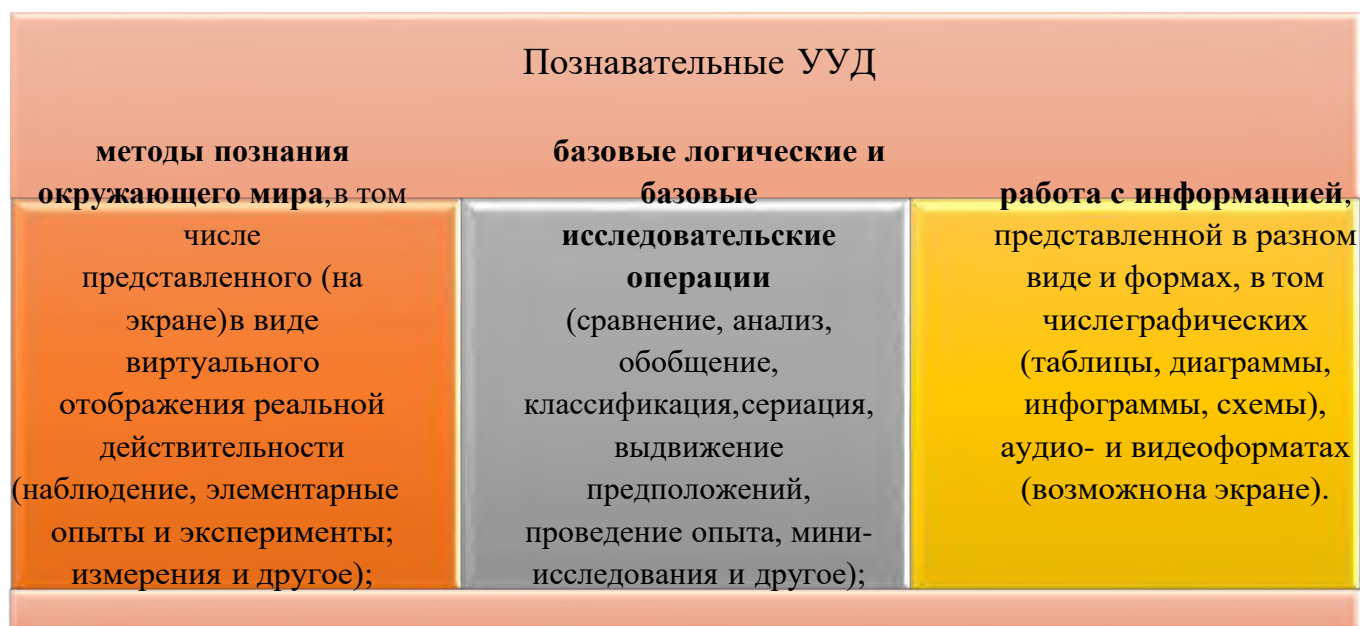 Познавательные УУД
методы познания
окружающего мира,в том
числе
представленного (на
экране)в виде
виртуального
отображения реальной
действительности
(наблюдение, элементарные
опыты и эксперименты;
измерения и другое);
базовые логические и
базовые
исследовательские
операции
(сравнение, анализ,
обобщение,
классификация,сериация,
выдвижение
предположений,
проведение опыта, мини-
исследования и другое);
работа с информацией,
представленной в разном
виде и формах, в том
числеграфических
(таблицы, диаграммы,
инфограммы, схемы),
аудио- и видеоформатах
(возможнона экране).